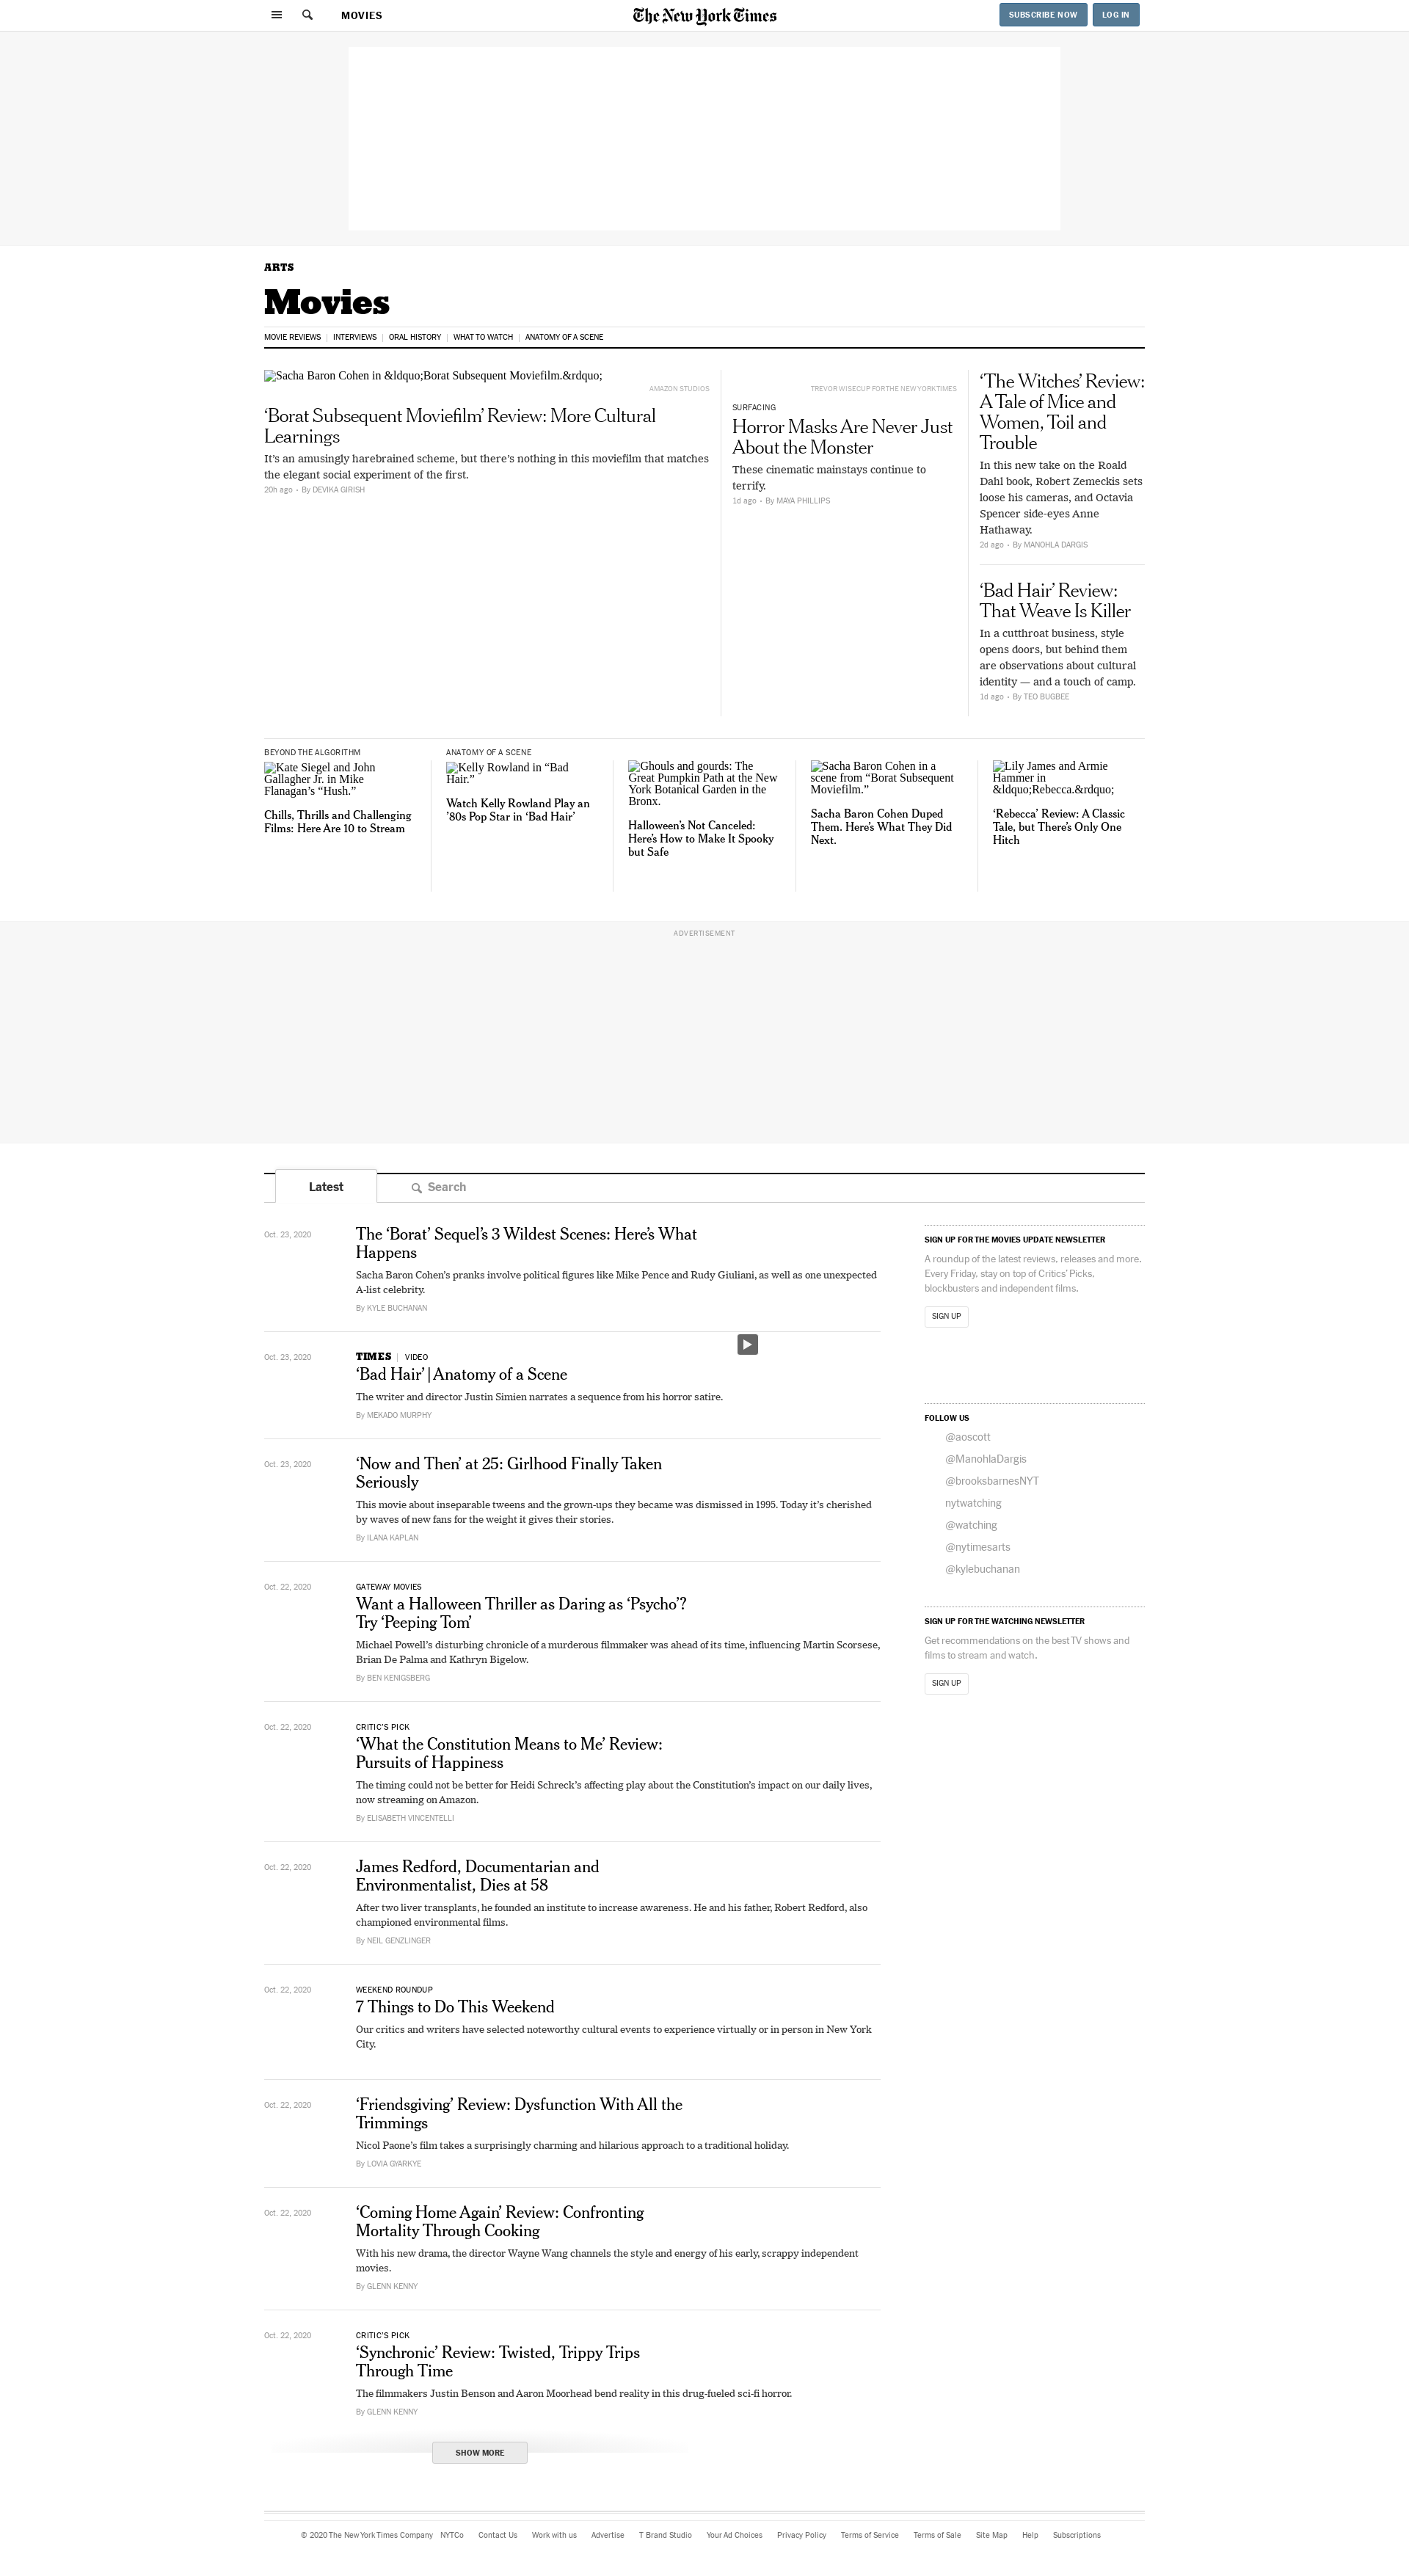 MOVIES
The New York Times
SUBSCRIBE NOW
LOG IN
ARTS
Movies
MOVIE REVIEWS | INTERVIEWS | ORAL HISTORY | WHAT TO WATCH | ANATOMY OF A SCENE
Sacha Baron Cohen in &ldquo;Borat Subsequent Moviefilm.&rdquo;
AMAZON STUDIOS
‘Borat Subsequent Moviefilm’ Review: More Cultural
Learnings
It’s an amusingly harebrained scheme, but there’s nothing in this moviefilm that matches
the elegant social experiment of the first.
20h ago • By DEVIKA GIRISH
TREVOR WISECUP FOR THE NEW YORK TIMES
SURFACING
Horror Masks Are Never Just
About the Monster
These cinematic mainstays continue to
terrify.
1d ago • By MAYA PHILLIPS
‘The Witches’ Review:
A Tale of Mice and
Women, Toil and
Trouble
In this new take on the Roald
Dahl book, Robert Zemeckis sets
loose his cameras, and Octavia
Spencer side-eyes Anne
Hathaway.
2d ago • By MANOHLA DARGIS
‘Bad Hair’ Review:
That Weave Is Killer
In a cutthroat business, style
opens doors, but behind them
are observations about cultural
identity — and a touch of camp.
1d ago • By TEO BUGBEE
BEYOND THE ALGORITHM
Kate Siegel and John
Gallagher Jr. in Mike
Flanagan’s “Hush.”
Chills, Thrills and Challenging
Films: Here Are 10 to Stream
ANATOMY OF A SCENE
Kelly Rowland in “Bad
Hair.”
Watch Kelly Rowland Play an
’80s Pop Star in ‘Bad Hair’
Ghouls and gourds: The
Great Pumpkin Path at the New
York Botanical Garden in the
Bronx.
Halloween’s Not Canceled:
Here’s How to Make It Spooky
but Safe
Sacha Baron Cohen in a
scene from “Borat Subsequent
Moviefilm.”
Sacha Baron Cohen Duped
Them. Here’s What They Did
Next.
Lily James and Armie
Hammer in
&ldquo;Rebecca.&rdquo;
‘Rebecca’ Review: A Classic
Tale, but There’s Only One
Hitch
ADVERTISEMENT
Latest
Search
Oct. 23, 2020
The ‘Borat’ Sequel’s 3 Wildest Scenes: Here’s What
Happens
Sacha Baron Cohen’s pranks involve political figures like Mike Pence and Rudy Giuliani, as well as one unexpected
A-list celebrity.
By KYLE BUCHANAN
Oct. 23, 2020
TIMES | VIDEO
‘Bad Hair’ | Anatomy of a Scene
The writer and director Justin Simien narrates a sequence from his horror satire.
By MEKADO MURPHY
Oct. 23, 2020
‘Now and Then’ at 25: Girlhood Finally Taken
Seriously
This movie about inseparable tweens and the grown-ups they became was dismissed in 1995. Today it’s cherished
by waves of new fans for the weight it gives their stories.
By ILANA KAPLAN
Oct. 22, 2020
GATEWAY MOVIES
Want a Halloween Thriller as Daring as ‘Psycho’?
Try ‘Peeping Tom’
Michael Powell’s disturbing chronicle of a murderous filmmaker was ahead of its time, influencing Martin Scorsese,
Brian De Palma and Kathryn Bigelow.
By BEN KENIGSBERG
Oct. 22, 2020
CRITIC’S PICK
‘What the Constitution Means to Me’ Review:
Pursuits of Happiness
The timing could not be better for Heidi Schreck’s affecting play about the Constitution’s impact on our daily lives,
now streaming on Amazon.
By ELISABETH VINCENTELLI
Oct. 22, 2020
James Redford, Documentarian and
Environmentalist, Dies at 58
After two liver transplants, he founded an institute to increase awareness. He and his father, Robert Redford, also
championed environmental films.
By NEIL GENZLINGER
Oct. 22, 2020
WEEKEND ROUNDUP
7 Things to Do This Weekend
Our critics and writers have selected noteworthy cultural events to experience virtually or in person in New York
City.
Oct. 22, 2020
‘Friendsgiving’ Review: Dysfunction With All the
Trimmings
Nicol Paone’s film takes a surprisingly charming and hilarious approach to a traditional holiday.
By LOVIA GYARKYE
Oct. 22, 2020
‘Coming Home Again’ Review: Confronting
Mortality Through Cooking
With his new drama, the director Wayne Wang channels the style and energy of his early, scrappy independent
movies.
By GLENN KENNY
Oct. 22, 2020
CRITIC’S PICK
‘Synchronic’ Review: Twisted, Trippy Trips
Through Time
The filmmakers Justin Benson and Aaron Moorhead bend reality in this drug-fueled sci-fi horror.
By GLENN KENNY
SHOW MORE
SIGN UP FOR THE MOVIES UPDATE NEWSLETTER
A roundup of the latest reviews, releases and more.
Every Friday, stay on top of Critics’ Picks,
blockbusters and independent films.
SIGN UP
FOLLOW US
@aoscott
@ManohlaDargis
@brooksbarnesNYT
nytwatching
@watching
@nytimesarts
@kylebuchanan
SIGN UP FOR THE WATCHING NEWSLETTER
Get recommendations on the best TV shows and
films to stream and watch.
SIGN UP
© 2020 The New York Times Company NYTCo Contact Us Work with us Advertise T Brand Studio Your Ad Choices Privacy Policy Terms of Service Terms of Sale Site Map Help Subscriptions